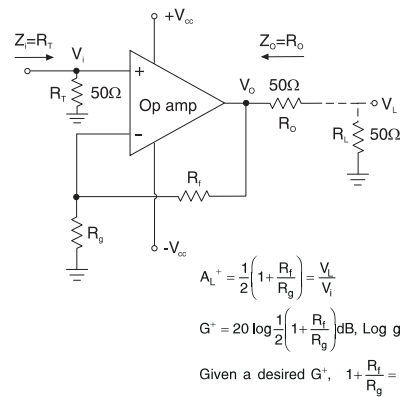 +Vcc
Zi=RT
Zo=Ro
Vi
Vo
50Ω
VL
+
RT
50Ω
Op amp
Ro
RL
50Ω
−
Rf
Rg
-Vcc
AL+ = 1/2 (1+ Rf/Rg) = VL/Vi
G+ = 20 log 1/2 (1+ Rf/Rg) dB, Log g
Given a desired G+, 1+ Rf/Rg =